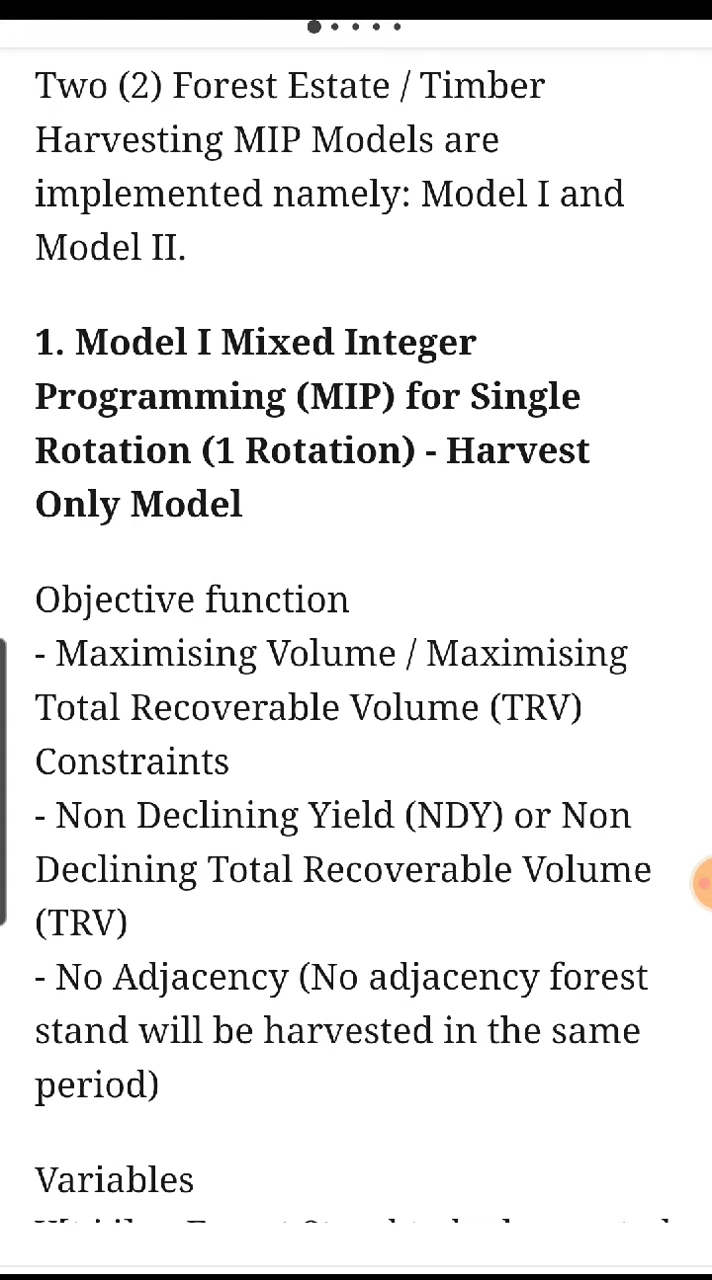 Two (2) Forest Estate / Timber
Harvesting MIP Models are
implemented namely: Model I and
Model II.
1. Model I Mixed Integer
Programming (MIP) for Single
Rotation (1 Rotation) - Harvest
Only Model
Objective function
- Maximising Volume / Maximising
Total Recoverable Volume (TRV)
Constraints
- Non Declining Yield (NDY) or Non
Declining Total Recoverable Volume
(TRV)
- No Adjacency (No adjacency forest
stand will be harvested in the same
period)
Variables